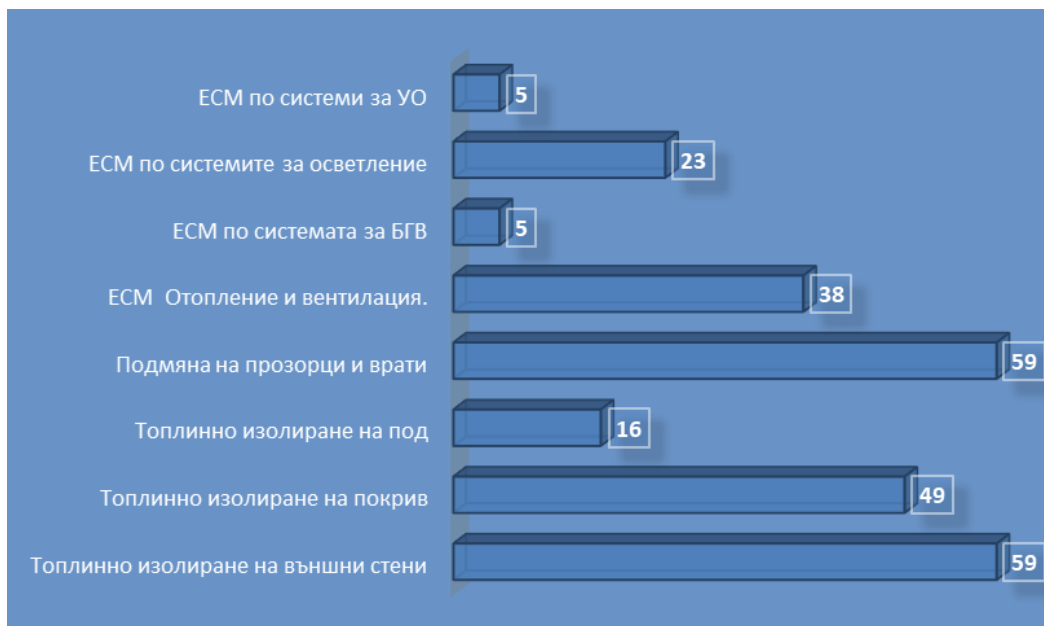 ЕСМ по системи за УО
5
ЕСМ по системите за осветление
23
ЕСМ по системата за БГВ
5
ЕСМ Отопление и вентилация.
38
Подмяна на прозорци и врати
59
Топлинно изолиране на под
16
Топлинно изолиране на покрив
49
Топлинно изолиране на външни стени
59